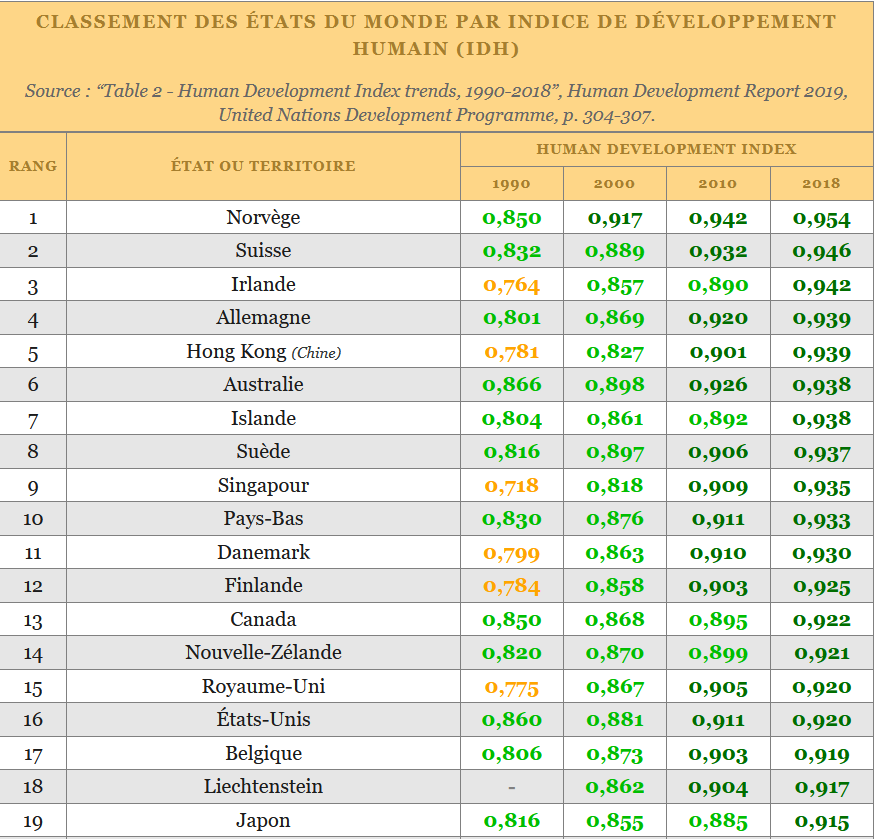 CLASSEMENT DES ÉTATS DU MONDE PAR INDICE DE DÉVELOPPEMENT
HUMAIN (IDH)
Source : “Table 2 - Human Development Index trends, 1990-2018”, Human Development Report 2019,
United Nations Development Programme, p. 304-307.
RANG ÉTAT OU TERRITOIRE HUMAN DEVELOPMENT INDEX
1990 2000 2010 2018
1 Norvège 0,850 0,917 0,942 0,954
2 Suisse 0,832 0,889 0,932 0,946
3 Irlande 0,764 0,857 0,890 0,942
4 Allemagne 0,801 0,869 0,920 0,939
5 Hong Kong (Chine) 0,781 0,827 0,901 0,939
6 Australie 0,866 0,898 0,926 0,938
7 Islande 0,804 0,861 0,892 0,938
8 Suède 0,816 0,897 0,906 0,937
9 Singapour 0,718 0,818 0,909 0,935
10 Pays-Bas 0,830 0,876 0,911 0,933
11 Danemark 0,799 0,863 0,910 0,930
12 Finlande 0,784 0,858 0,903 0,925
13 Canada 0,850 0,868 0,895 0,922
14 Nouvelle-Zélande 0,820 0,870 0,899 0,921
15 Royaume-Uni 0,775 0,867 0,905 0,920
16 États-Unis 0,860 0,881 0,911 0,920
17 Belgique 0,806 0,873 0,903 0,919
18 Liechtenstein - 0,862 0,904 0,917
19 Japon 0,816 0,855 0,885 0,915